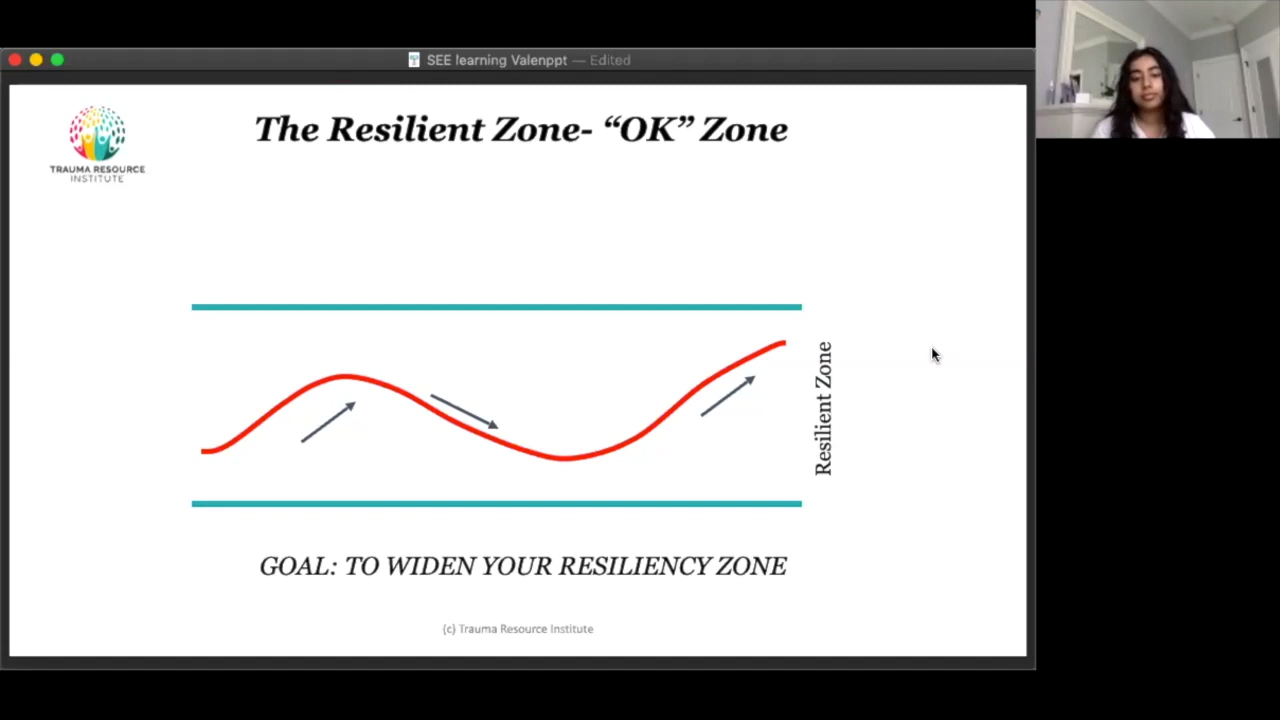 SEE learning Valenppt — Edited
The Resilient Zone- “OK” Zone
TRAUMA RESOURCE
INSTITUTE
Resilient Zone
GOAL: TO WIDEN YOUR RESILIENCY ZONE
(c) Trauma Resource Institute